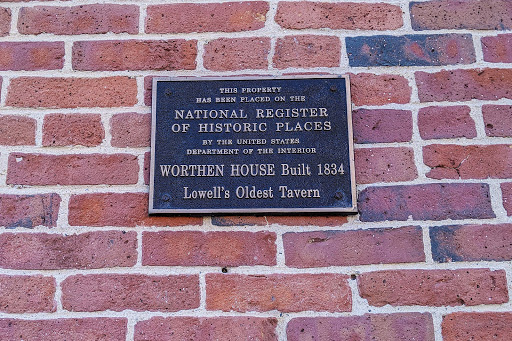 THIS PROPERTY
HAS BEEN PLACED ON THE
NATIONAL REGISTER
OF HISTORIC PLACES
BY THE UNITED STATES
DEPARTMENT OF THE INTERIOR
WORTHEN HOUSE Built 1834
Lowell's Oldest Tavern